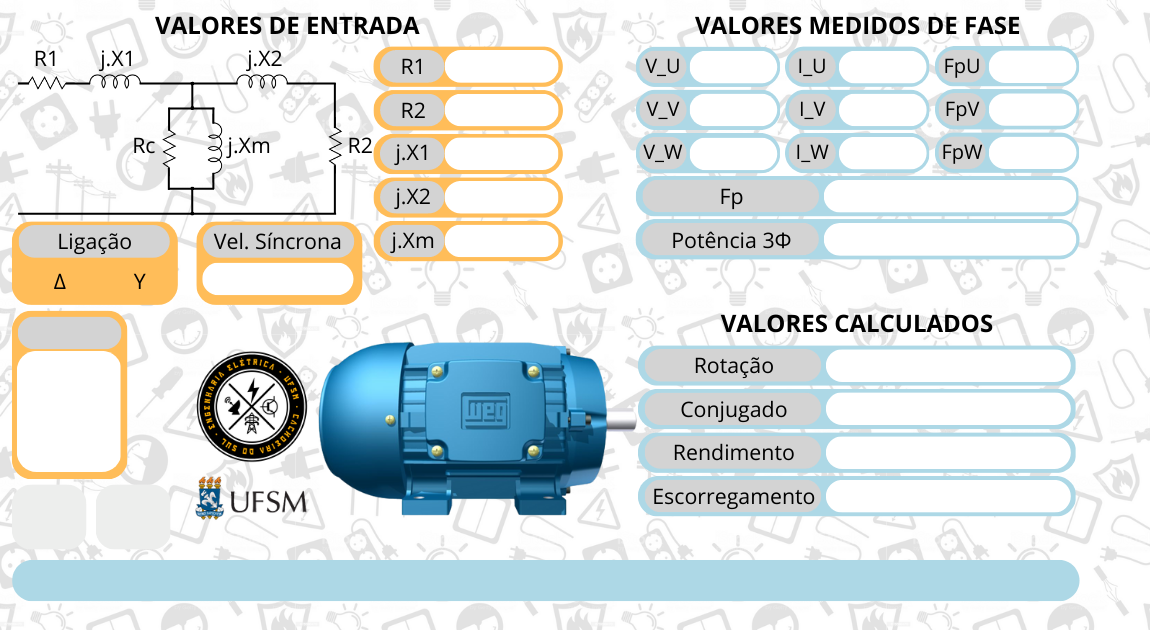 VALORES DE ENTRADA
R1
j.X1
j.X2
Rc
j.Xm
R2
R1
R2
j.X1
j.X2
j.Xm
Ligação
Δ Y
Vel. Síncrona
ENGENHARIA ELÉTRICA · UFSM · CACHOEIRA DO SUL ·
UFSM
weg
VALORES MEDIDOS DE FASE
V_U I_U FpU
V_V I_V FpV
V_W I_W FpW
Fp
Potência 3Φ
VALORES CALCULADOS
Rotação
Conjugado
Rendimento
Escorregamento